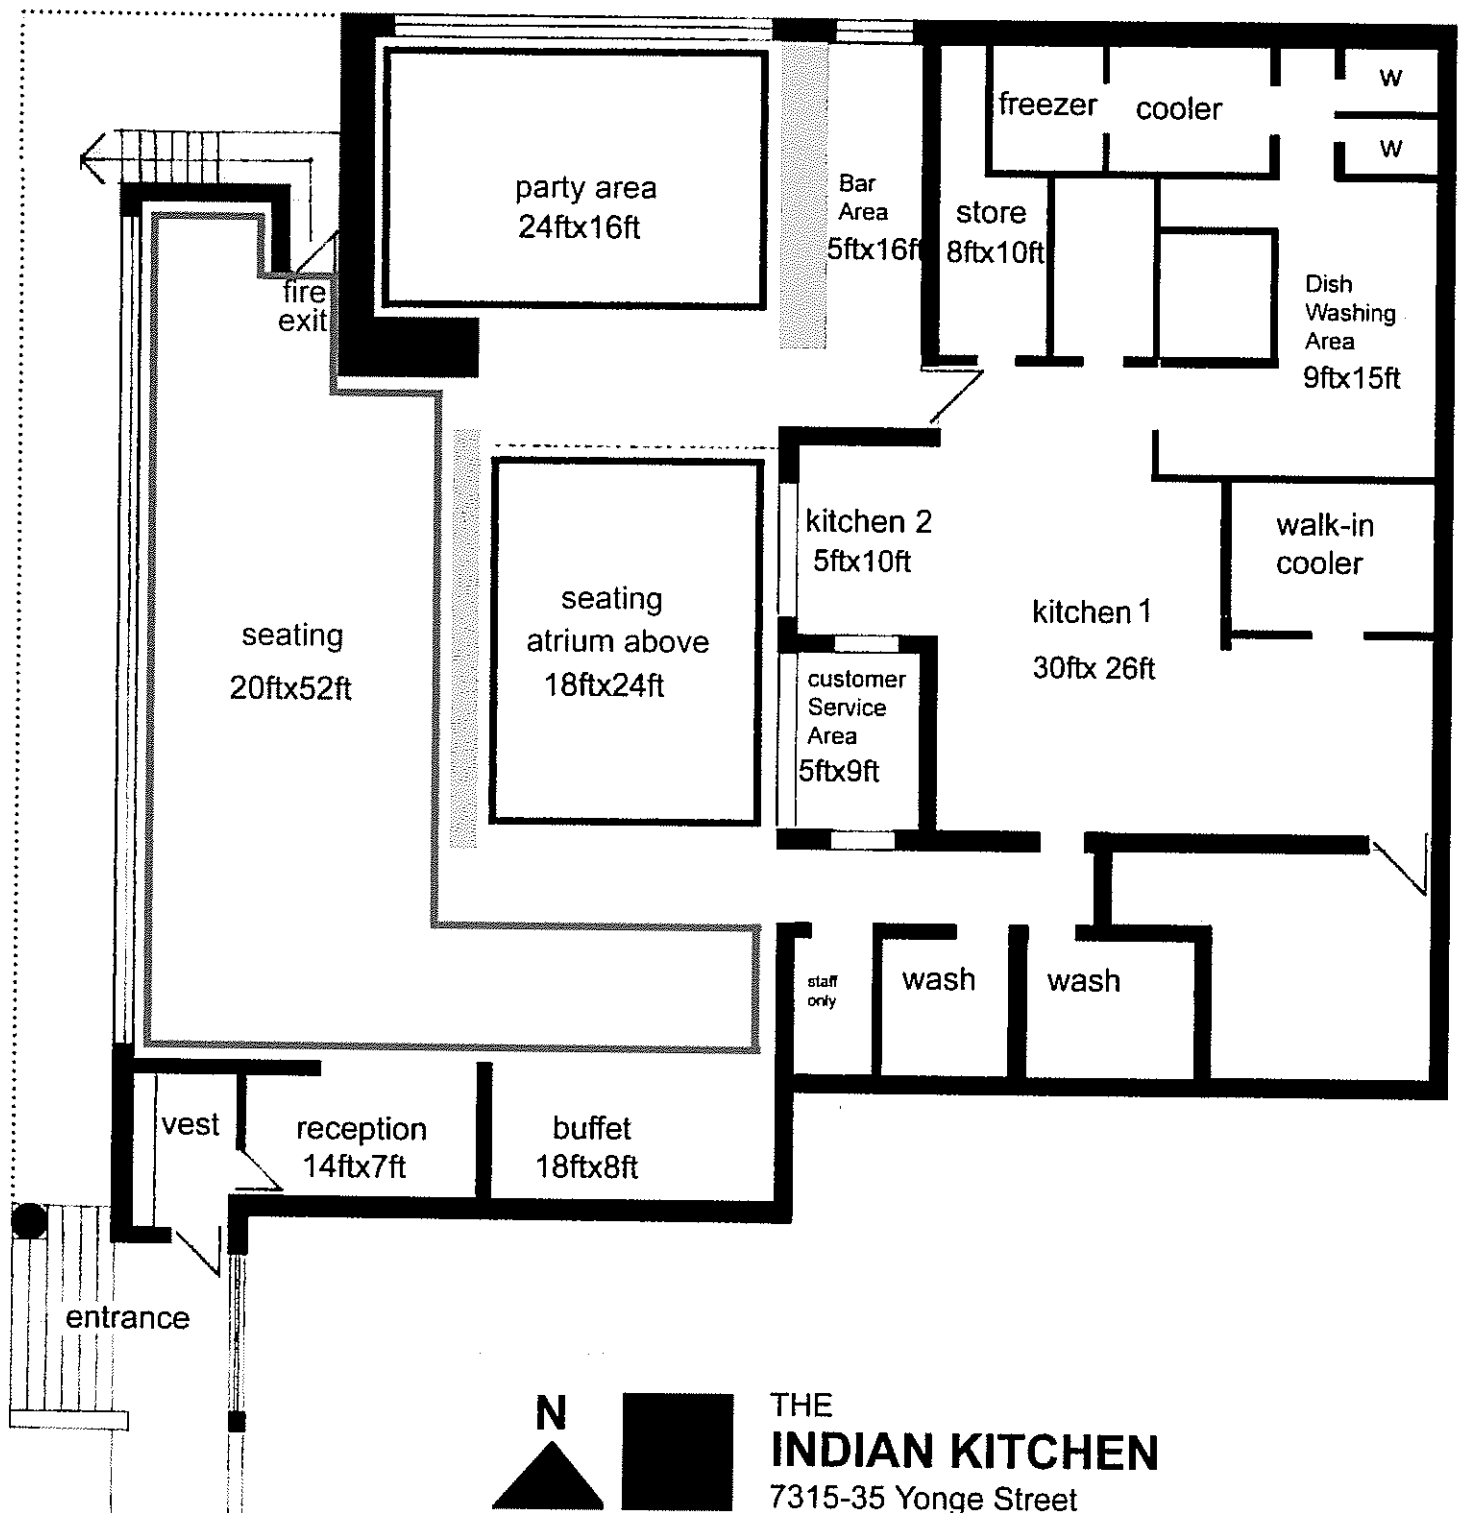 freezer
cooler
w
w
party area
24ftx16ft
Bar
Area
5ftx16ft
store
8ftx10ft
fire
exit
Dish
Washing
Area
9ftx15ft
kitchen 2
5ftx10ft
walk-in
cooler
seating
20ftx52ft
seating
atrium above
18ftx24ft
kitchen 1
30ftx 26ft
customer
Service
Area
5ftx9ft
staff
only
wash
wash
vest
reception
14ftx7ft
buffet
18ftx8ft
entrance
N
THE
INDIAN KITCHEN
7315-35 Yonge Street